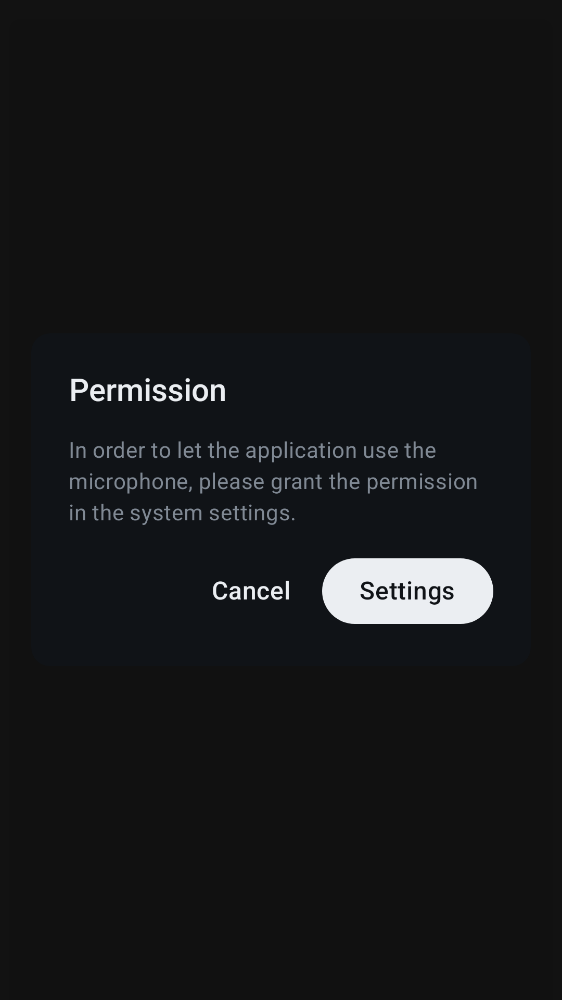 Permission
In order to let the application use the
microphone, please grant the permission
in the system settings.
Cancel
Settings